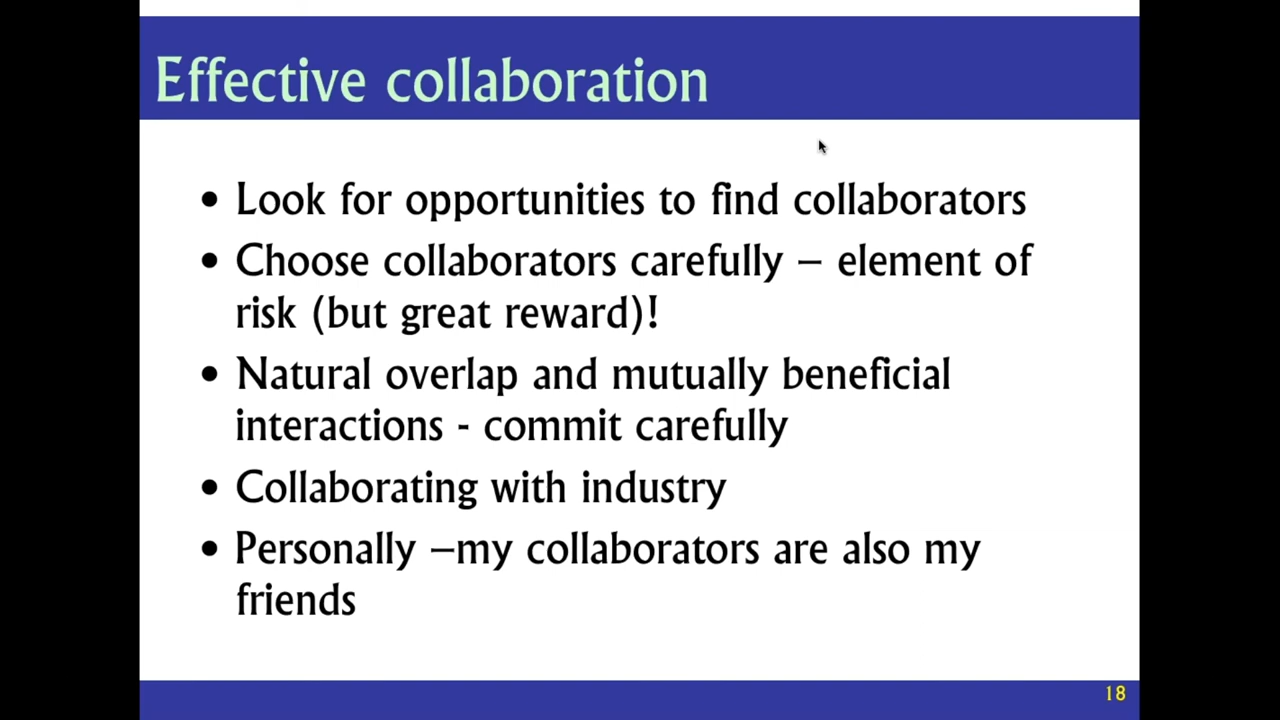 Effective collaboration
• Look for opportunities to find collaborators
• Choose collaborators carefully – element of
risk (but great reward)!
• Natural overlap and mutually beneficial
interactions - commit carefully
• Collaborating with industry
• Personally –my collaborators are also my
friends
18